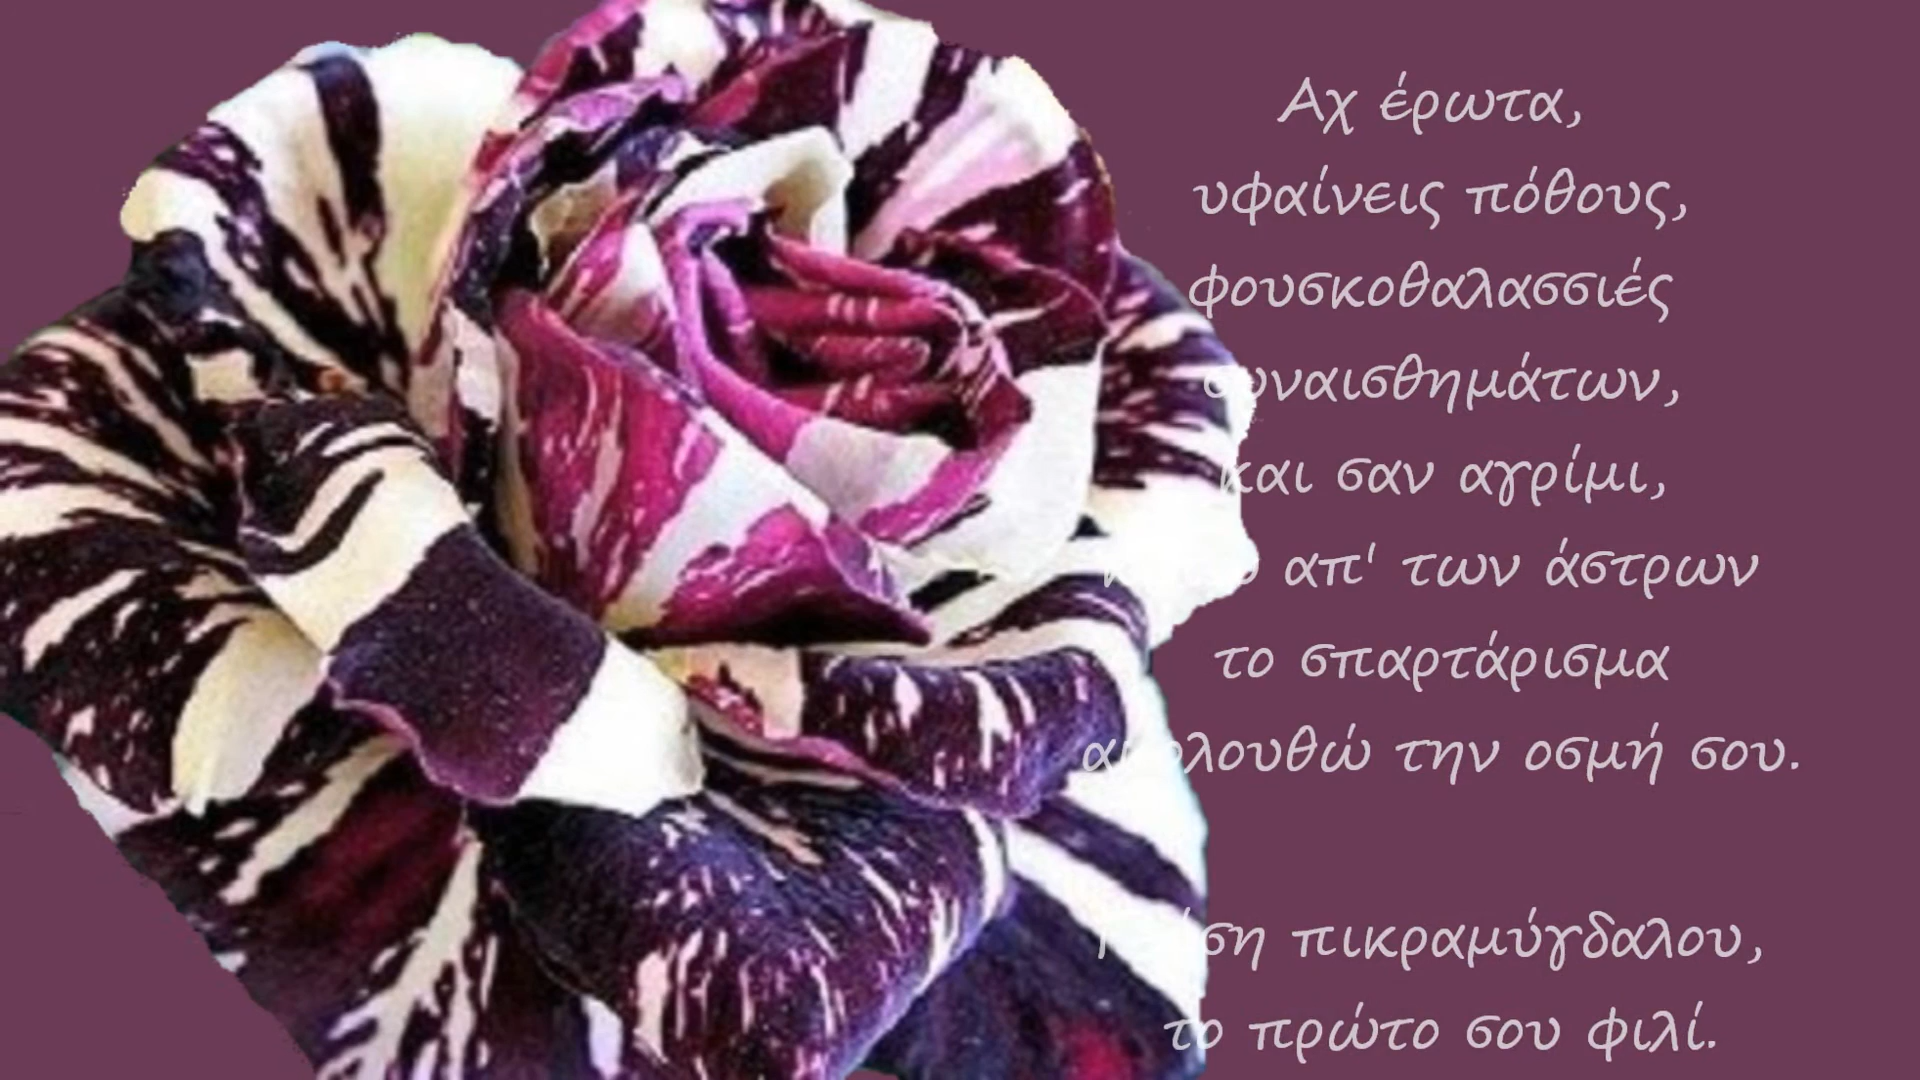 Αχ έρωτα,
υφαίνεις πόθους,
φουσκοθαλασσιές
συναισθημάτων,
και σαν αγρίμι,
απ' των άστρων
το σπαρτάρισμα
ακολουθώ την οσμή σου.
πικραμύγδαλου,
το πρώτο σου φιλί.